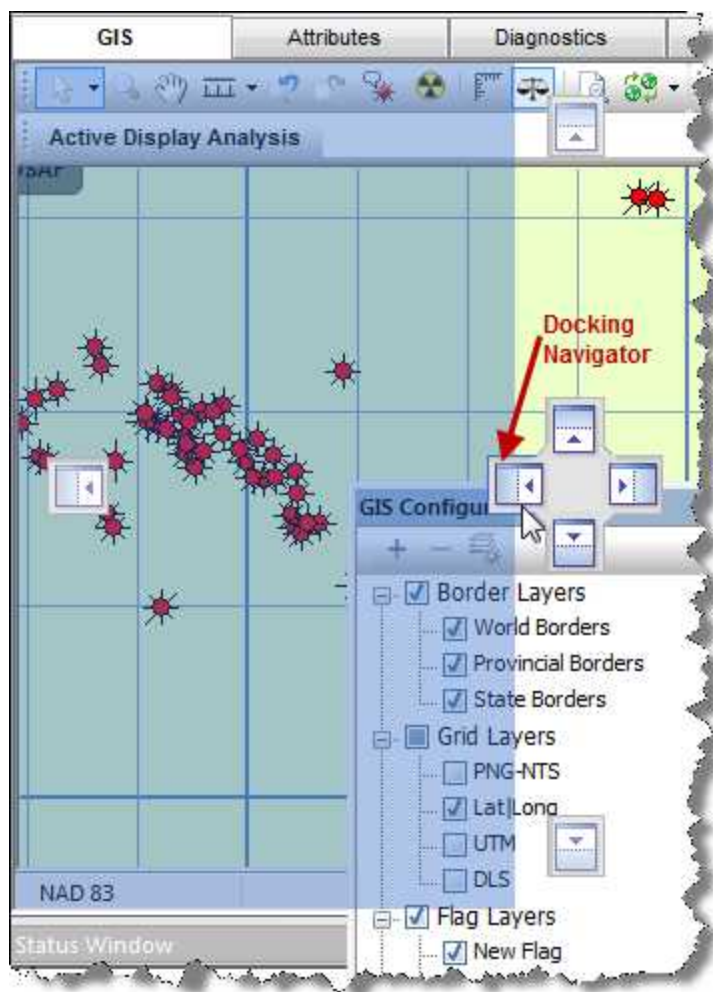 GIS
Attributes
Diagnostics
Active Display Analysis
Docking
Navigator
Border Layers
World Borders
Provincial Borders
State Borders
Grid Layers
PNG-NTS
Lat|Long
UTM
DLS
NAD 83
Flag Layers
Status Window
New Flag
GIS